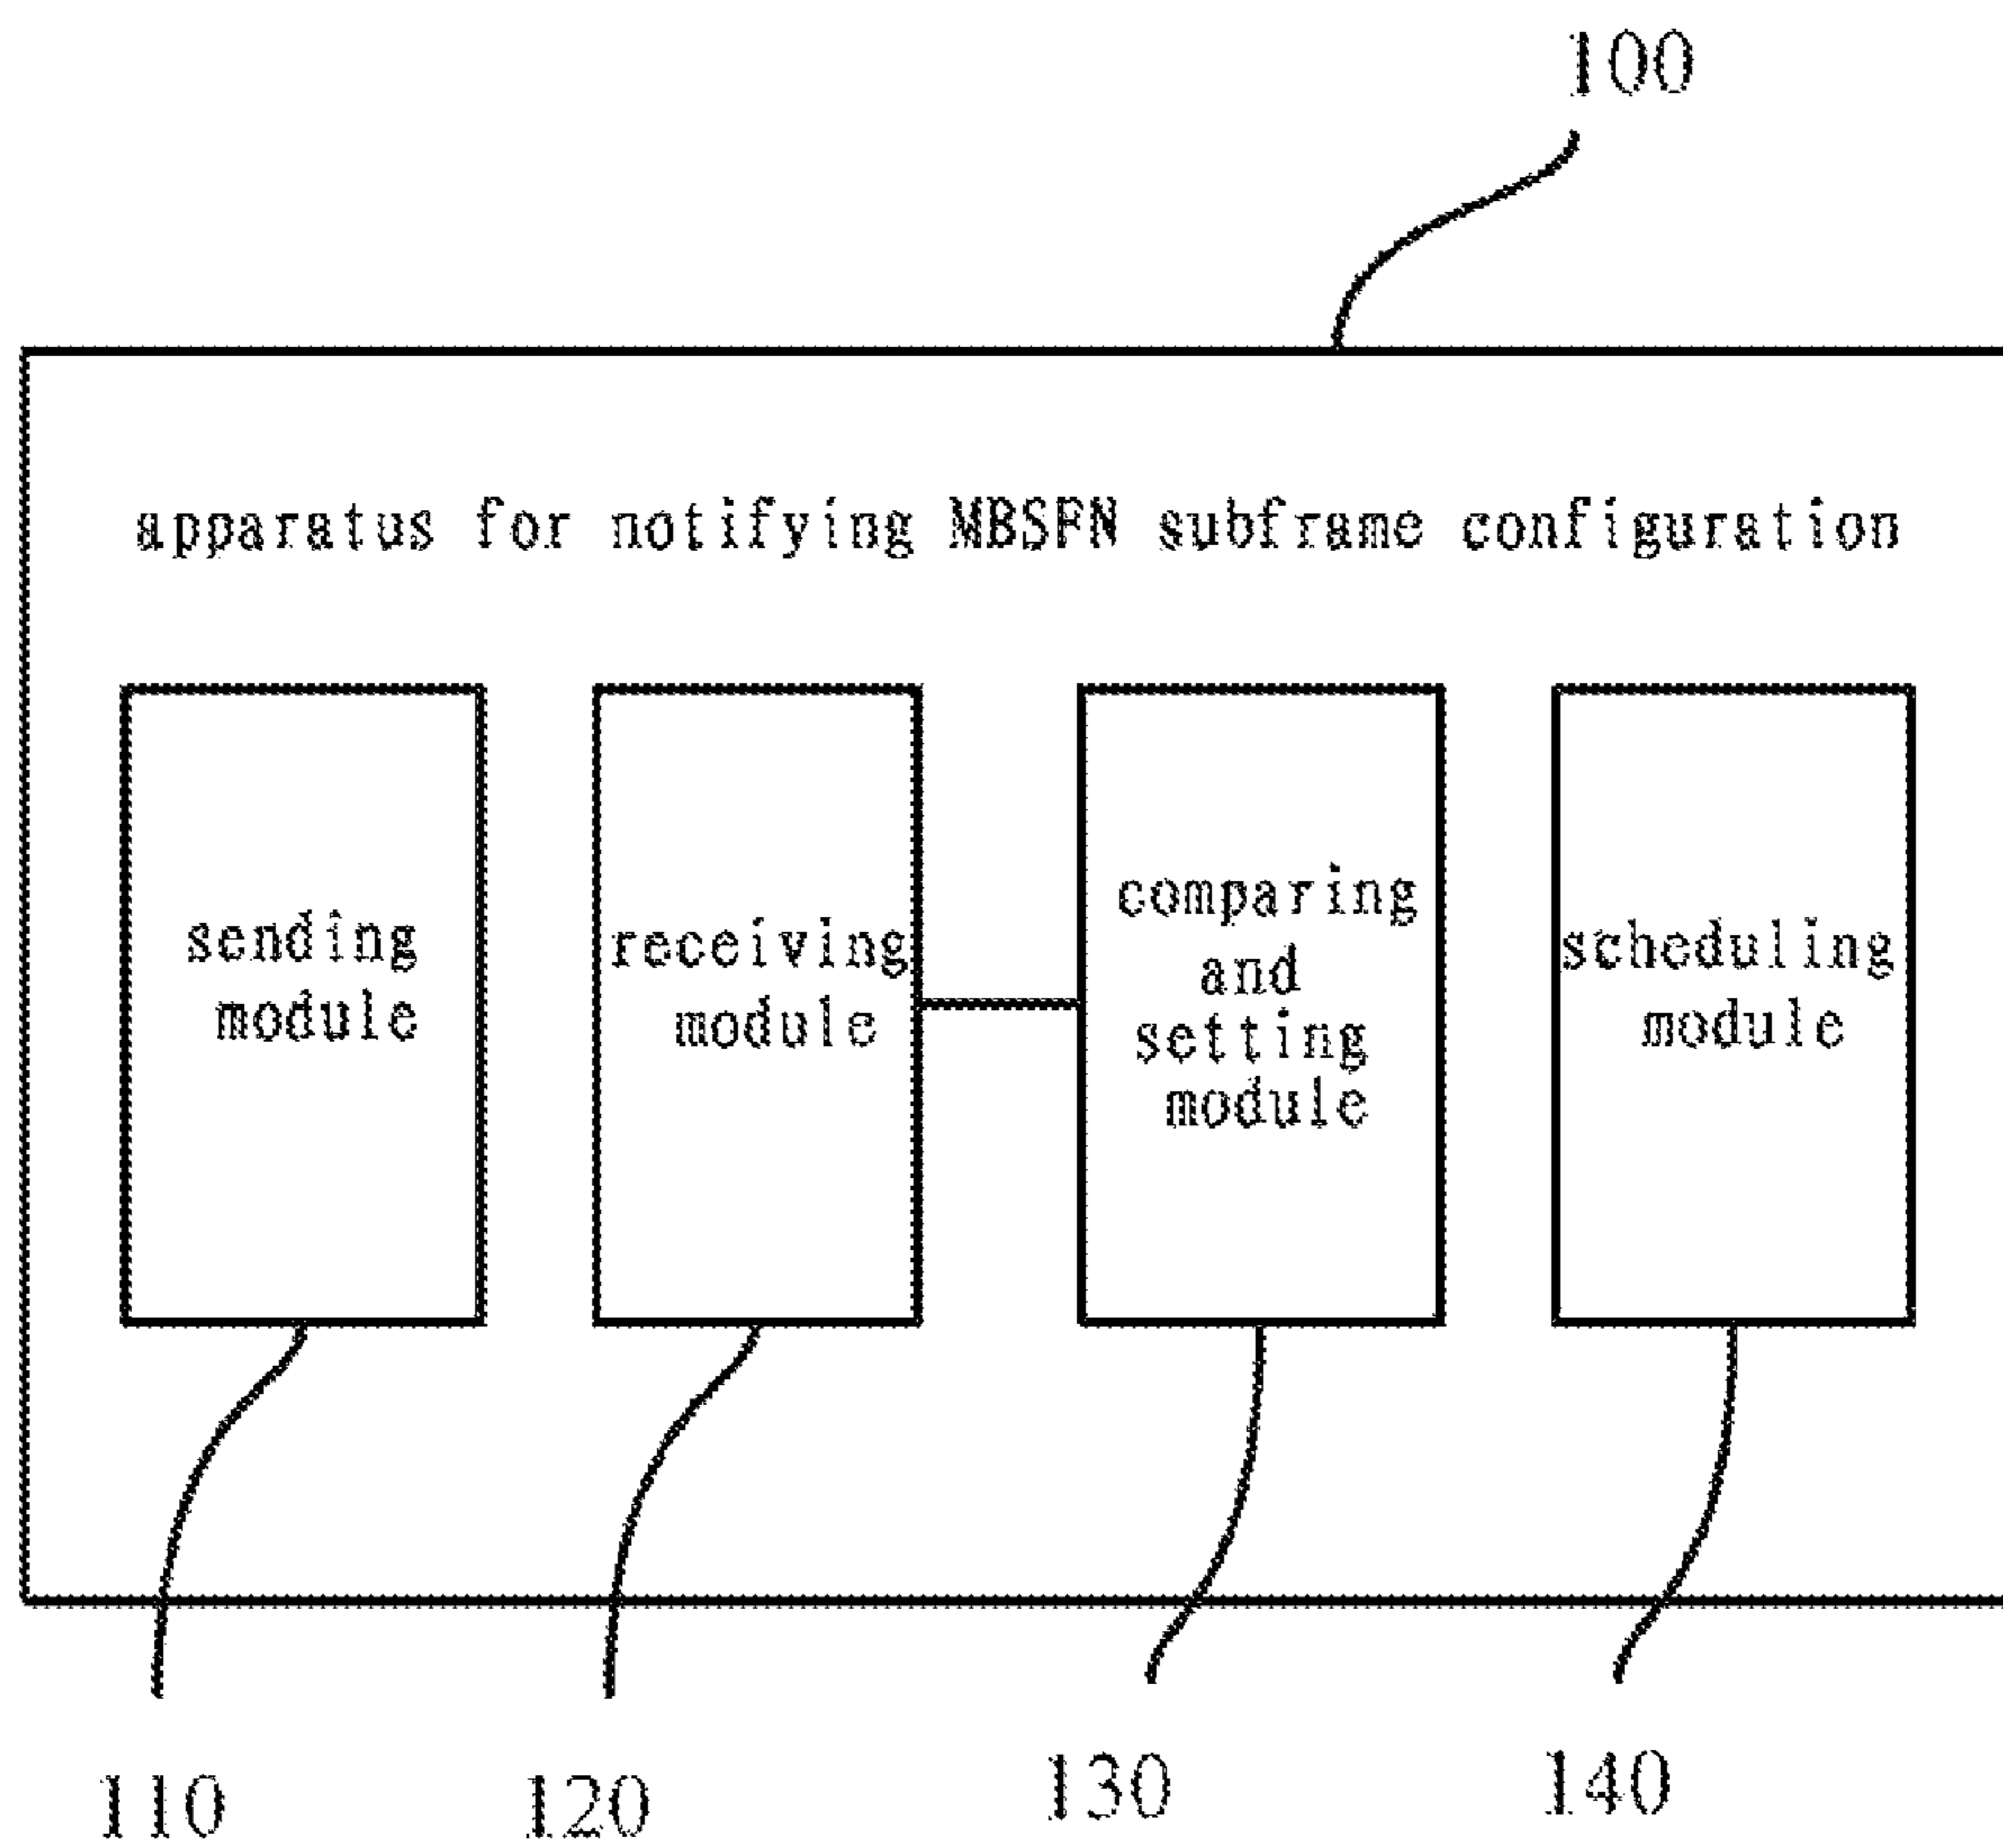 100
apparatus for notifying MBSFN subframe configuration
sending
module
receiving
module
comparing
and
setting
module
scheduling
module
110
120
130
140